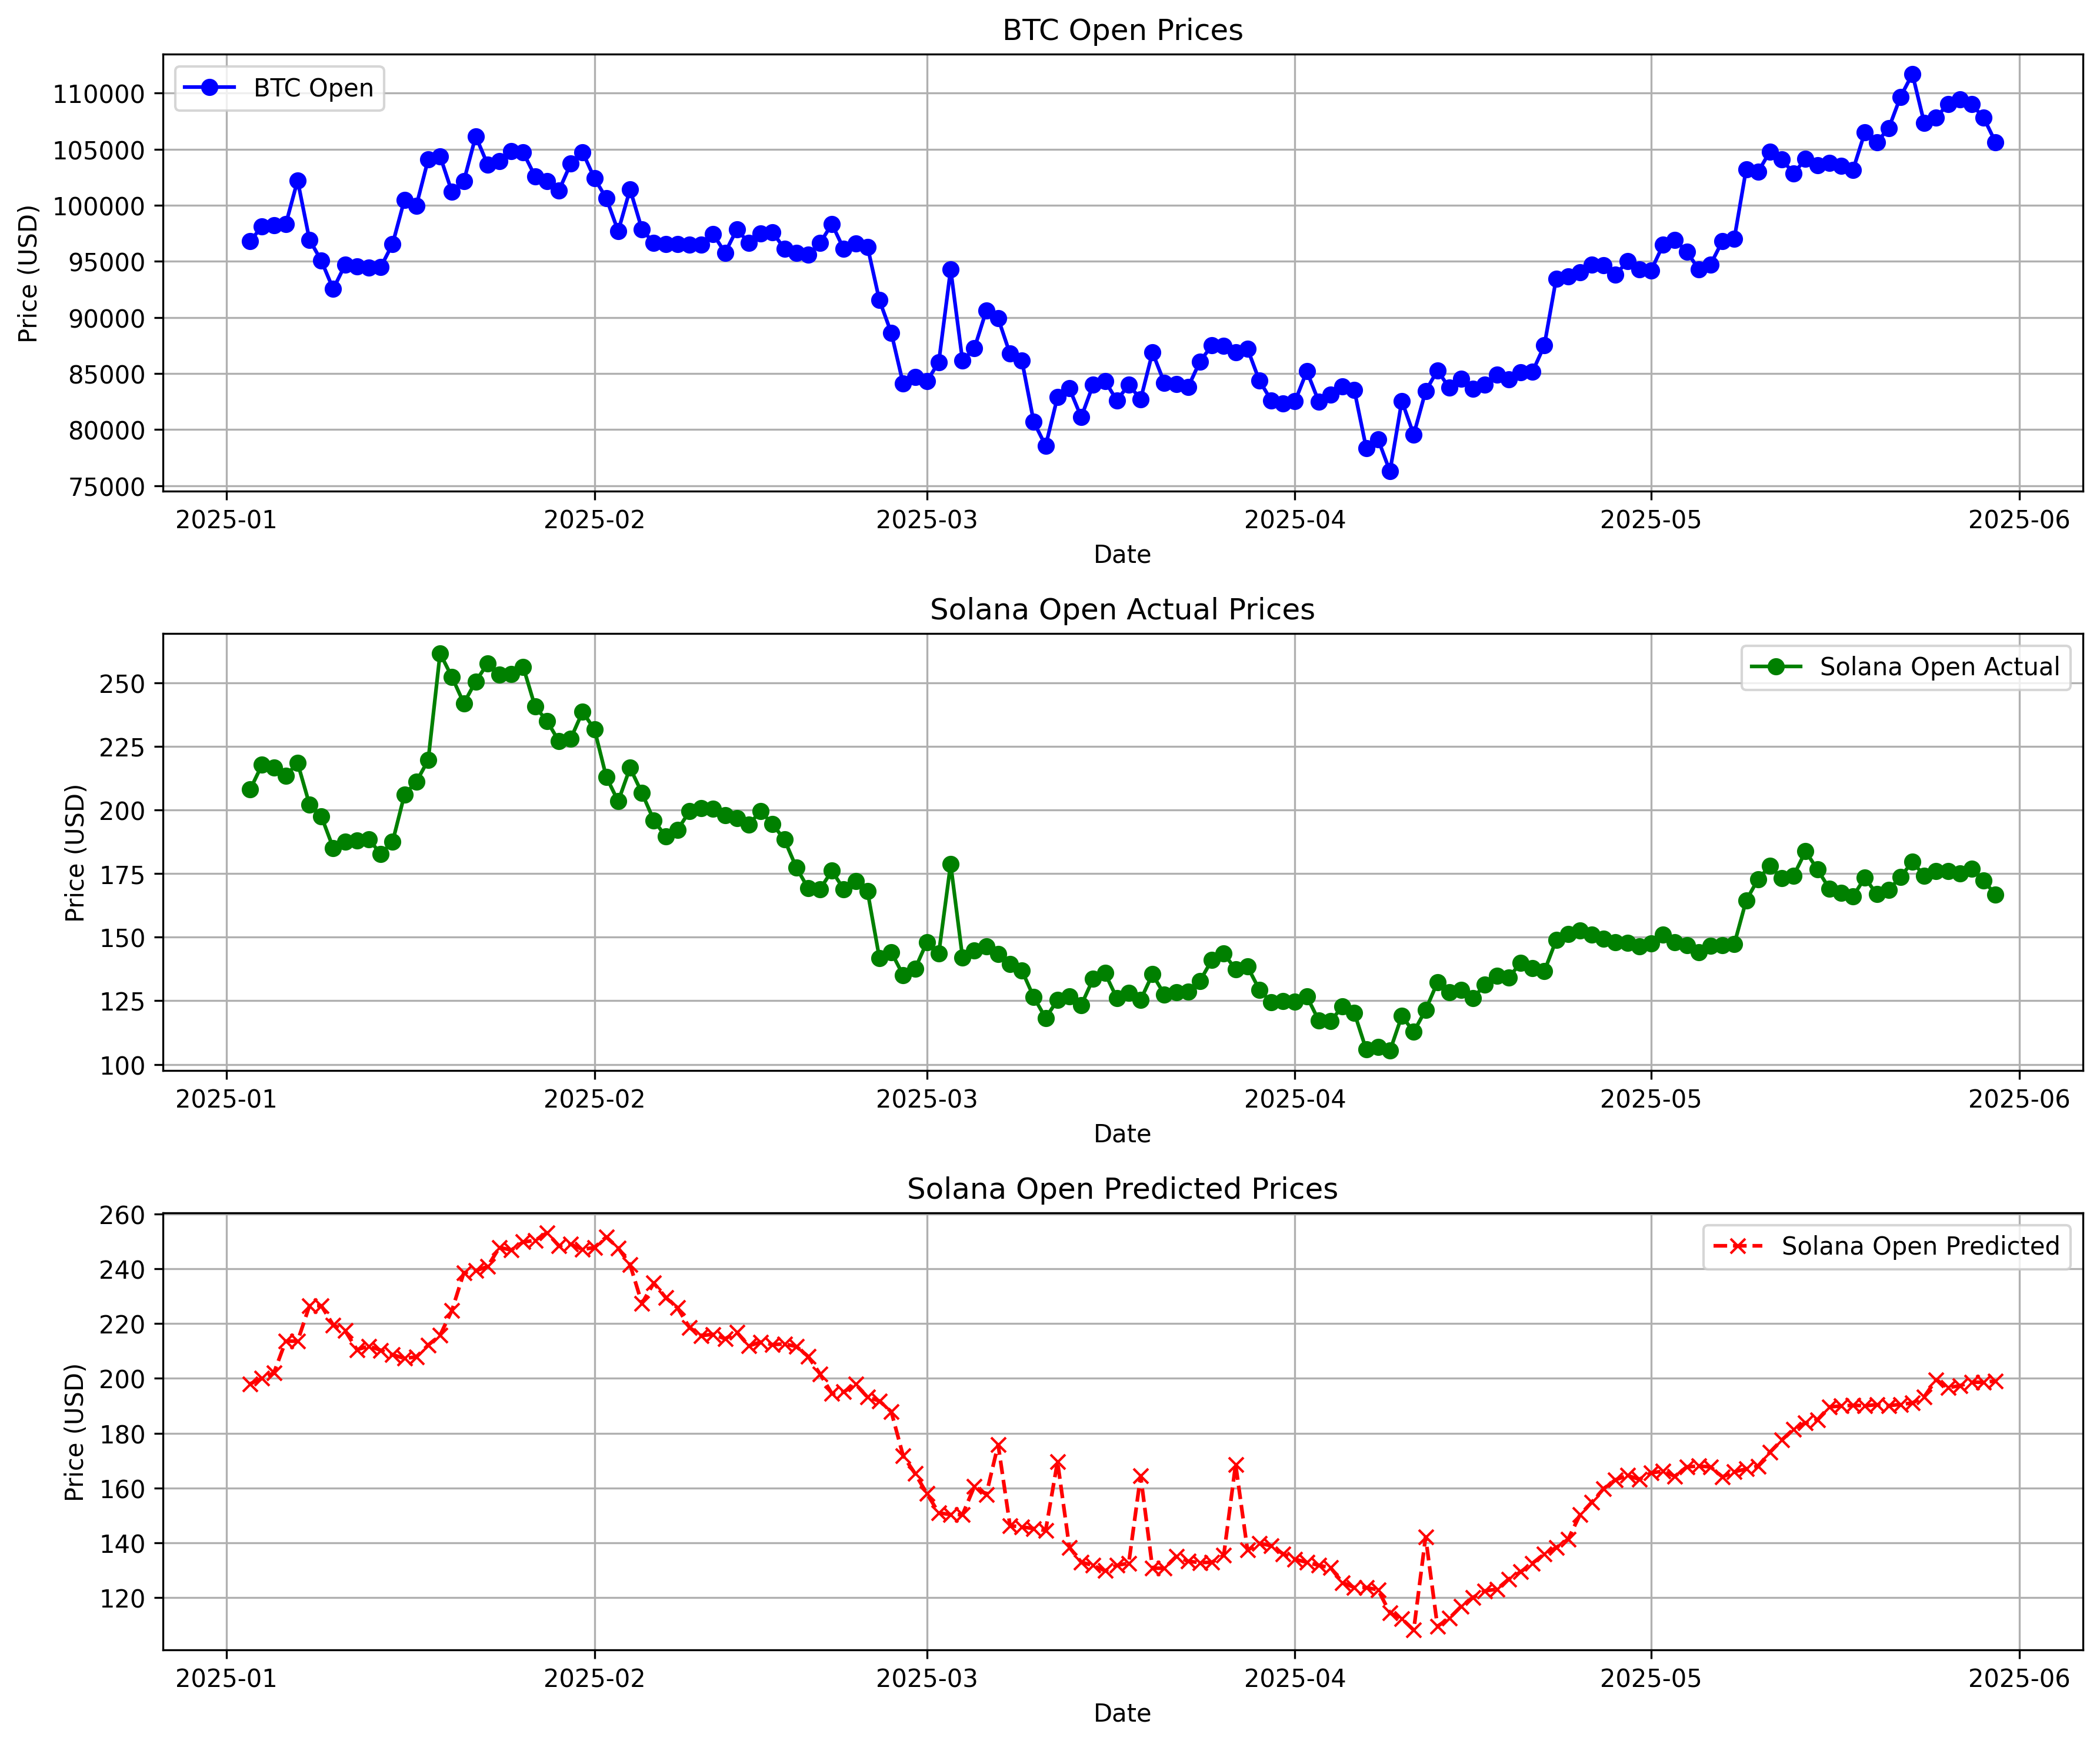 BTC Open Prices
BTC Open
Price (USD)
110000
105000
100000
95000
90000
85000
80000
75000
2025-01 2025-02 2025-03 2025-04 2025-05 2025-06
Date
Solana Open Actual Prices
Solana Open Actual
Price (USD)
250
225
200
175
150
125
100
2025-01 2025-02 2025-03 2025-04 2025-05 2025-06
Date
Solana Open Predicted Prices
Solana Open Predicted
Price (USD)
260
240
220
200
180
160
140
120
2025-01 2025-02 2025-03 2025-04 2025-05 2025-06
Date